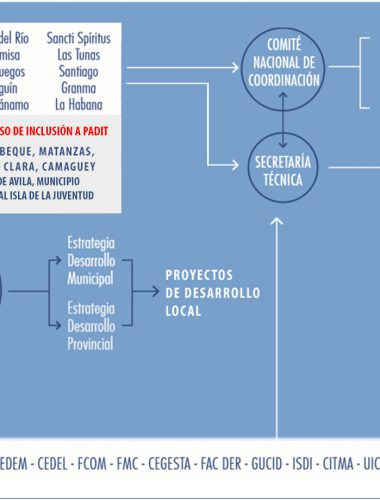 del Río Sancti Spíritus
misa Las Tunas
uegos Santiago
guín Granma
ánamo La Habana
SO DE INCLUSIÓN A PADIT
BEQUE, MATANZAS,
CLARA, CAMAGUEY
DE AVILA, MUNICIPIO
AL ISLA DE LA JUVENTUD
COMITÉ
NACIONAL DE
COORDINACIÓN
SECRETARÍA
TÉCNICA
Estrategia
Desarrollo
Municipal
Estrategia
Desarrollo
Provincial
PROYECTOS
DE DESARROLLO
LOCAL
EDEM - CEDEL - FCOM - FMC - CEGESTA - FAC DER - GUCID - ISDI - CITMA - UIC